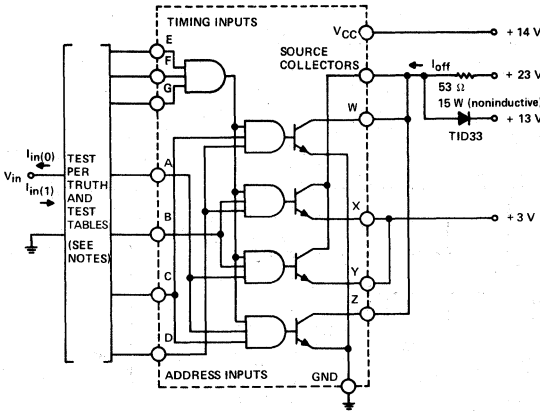 TIMING INPUTS
E
F
G
SOURCE
COLLECTORS
VCC
+ 14 V
Ioff
+ 23 V
53 Ω
15 W (noninductive)
+ 13 V
TID33
W
Iin(0)
Vin
Iin(1)
TEST
PER
TRUTH
AND
TEST
TABLES
(SEE
NOTES)
A
B
C
D
X
+ 3 V
Y
Z
ADDRESS INPUTS
GND